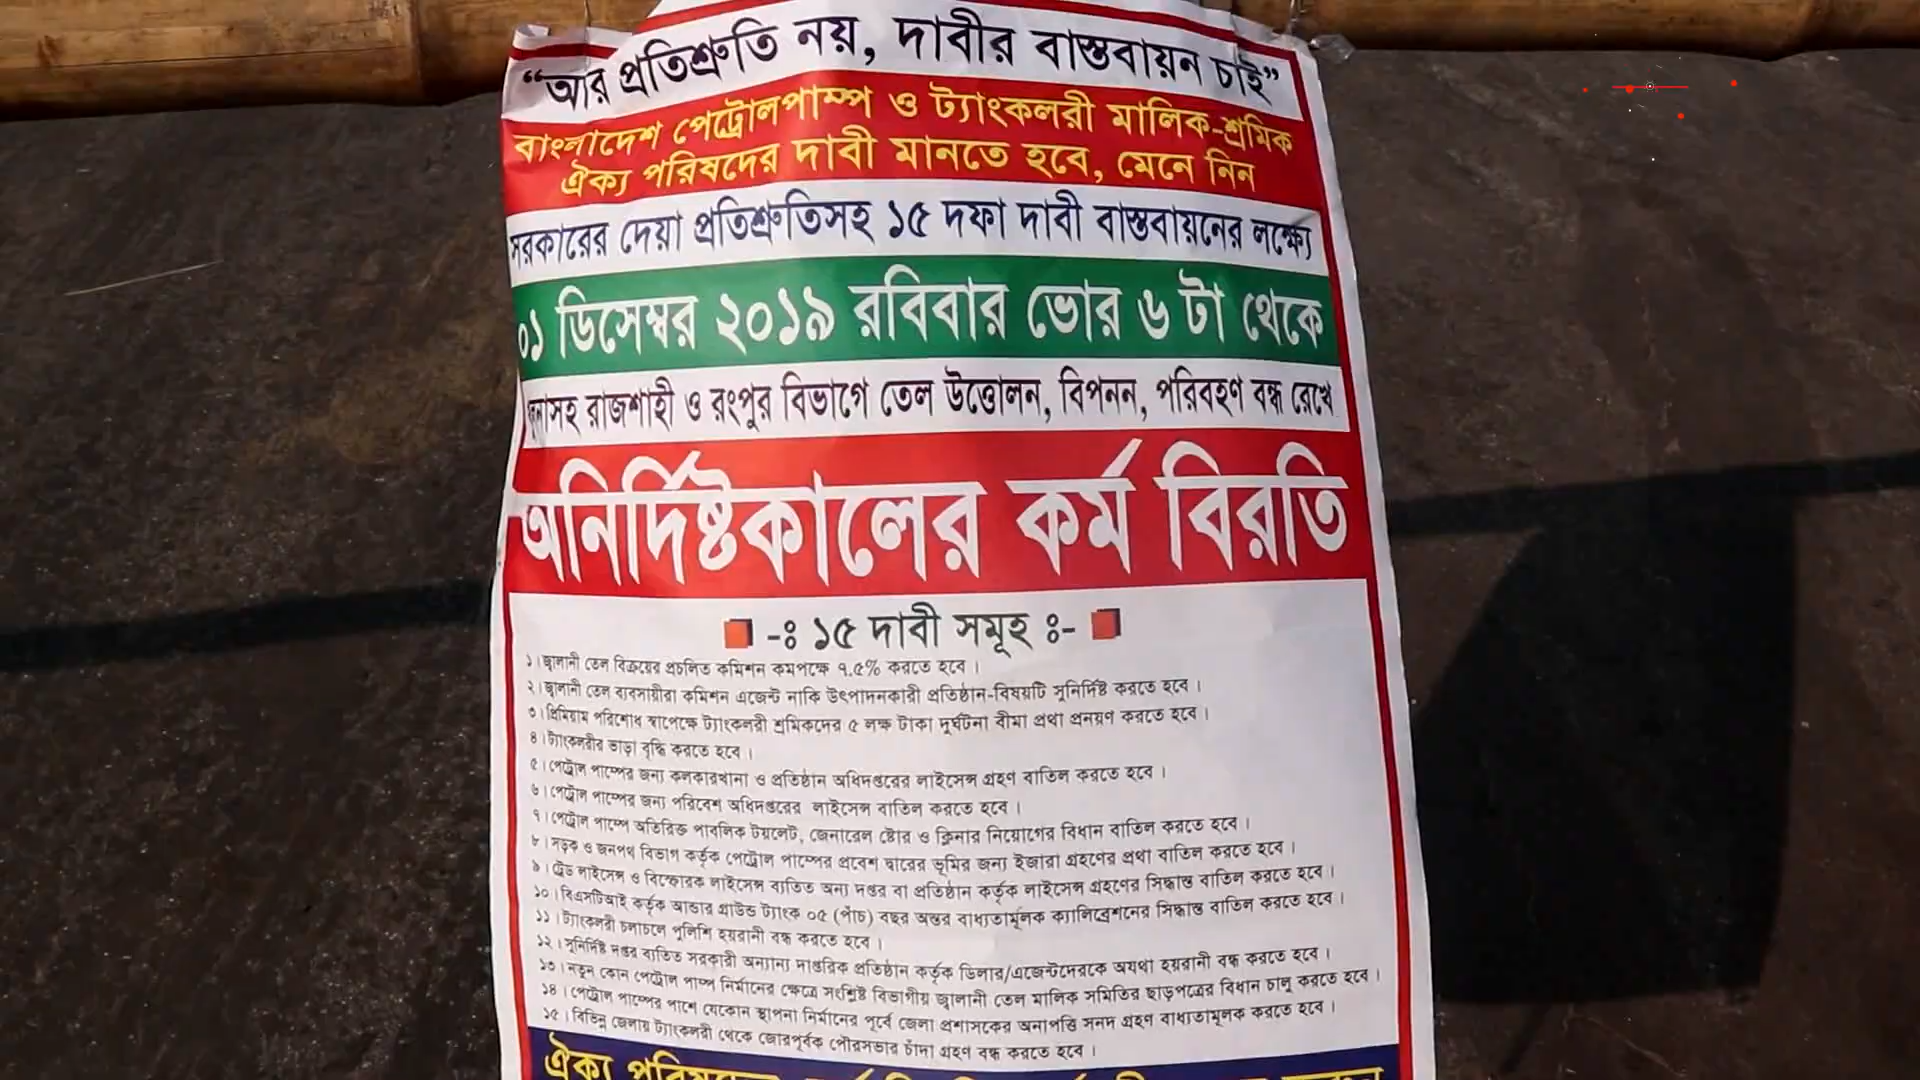 “আর প্রতিশ্রুতি নয়, দাবীর বাস্তবায়ন চাই”
বাংলাদেশ পেট্রোলপাম্প ও ট্যাংকলরী মালিক-শ্রমিক
ঐক্য পরিষদের দাবী মানতে হবে, মেনে নিন
সরকারের দেয়া প্রতিশ্রুতিসহ ১৫ দফা দাবী বাস্তবায়নের লক্ষ্যে
০১ ডিসেম্বর ২০১৯ রবিবার ভোর ৬ টা থেকে
রাজশাহী ও রংপুর বিভাগে তেল উত্তোলন, বিপনন, পরিবহণ বন্ধ রেখে
অনির্দিষ্টকালের কর্ম বিরতি
-ঃ ১৫ দাবী সমূহ ঃ-
১। জ্বালানী তেল বিক্রয়ের প্রচলিত কমিশন কমপক্ষে ৭.৫% করতে হবে।
২। জ্বালানী তেল ব্যবসায়ীরা কমিশন এজেন্ট নাকি উৎপাদনকারী প্রতিষ্ঠান-বিষয়টি সুনির্দিষ্ট করতে হবে।
৩। প্রিমিয়াম পরিশোধ স্বাপেক্ষে ট্যাংকলরী শ্রমিকদের ৫ লক্ষ টাকা দুর্ঘটনা বীমা প্রথা প্রনয়ণ করতে হবে।
৪। ট্যাংকলরীর ভাড়া বৃদ্ধি করতে হবে।
৫। পেট্রোল পাম্পের জন্য কলকারখানা ও প্রতিষ্ঠান অধিদপ্তরের লাইসেন্স গ্রহণ বাতিল করতে হবে।
৬। পেট্রোল পাম্পের জন্য পরিবেশ অধিদপ্তরের লাইসেন্স বাতিল করতে হবে।
৭। পেট্রোল পাম্পে অতিরিক্ত পাবলিক টয়লেট, জেনারেল ষ্টোর ও ক্লিনার নিয়োগের বিধান বাতিল করতে হবে।
৮। সড়ক ও জনপথ বিভাগ কর্তৃক পেট্রোল পাম্পের প্রবেশ দ্বারের ভূমির জন্য ইজারা গ্রহণের প্রথা বাতিল করতে হবে।
৯। ট্রেড লাইসেন্স ও বিস্ফোরক লাইসেন্স ব্যতিত অন্য দপ্তর বা প্রতিষ্ঠান কর্তৃক লাইসেন্স গ্রহণের সিদ্ধান্ত বাতিল করতে হবে।
১০। বিএসটিআই কর্তৃক আন্ডার গ্রাউন্ড ট্যাংক ০৫ (পাঁচ) বছর অন্তর বাধ্যতামূলক ক্যালিব্রেশনের সিদ্ধান্ত বাতিল করতে হবে।
১১। ট্যাংকলরী চলাচলে পুলিশি হয়রানী বন্ধ করতে হবে।
১২। সুনির্দিষ্ট দপ্তর ব্যতিত সরকারী অন্যান্য দাপ্তরিক প্রতিষ্ঠান কর্তৃক ডিলার/এজেন্টদেরকে অযথা হয়রানী বন্ধ করতে হবে।
১৩। নতুন কোন পেট্রোল পাম্প নির্মানের ক্ষেত্রে সংশ্লিষ্ট বিভাগীয় জ্বালানী তেল মালিক সমিতির ছাড়পত্রের বিধান চালু করতে হবে।
১৪। পেট্রোল পাম্পের পাশে যেকোন স্থাপনা নির্মানের পূর্বে জেলা প্রশাসকের অনাপত্তি সনদ গ্রহণ বাধ্যতামূলক করতে হবে।
১৫। বিভিন্ন জেলায় ট্যাংকলরী থেকে জোরপূর্বক পৌরসভার চাঁদা গ্রহণ বন্ধ করতে হবে।
ঐক্য